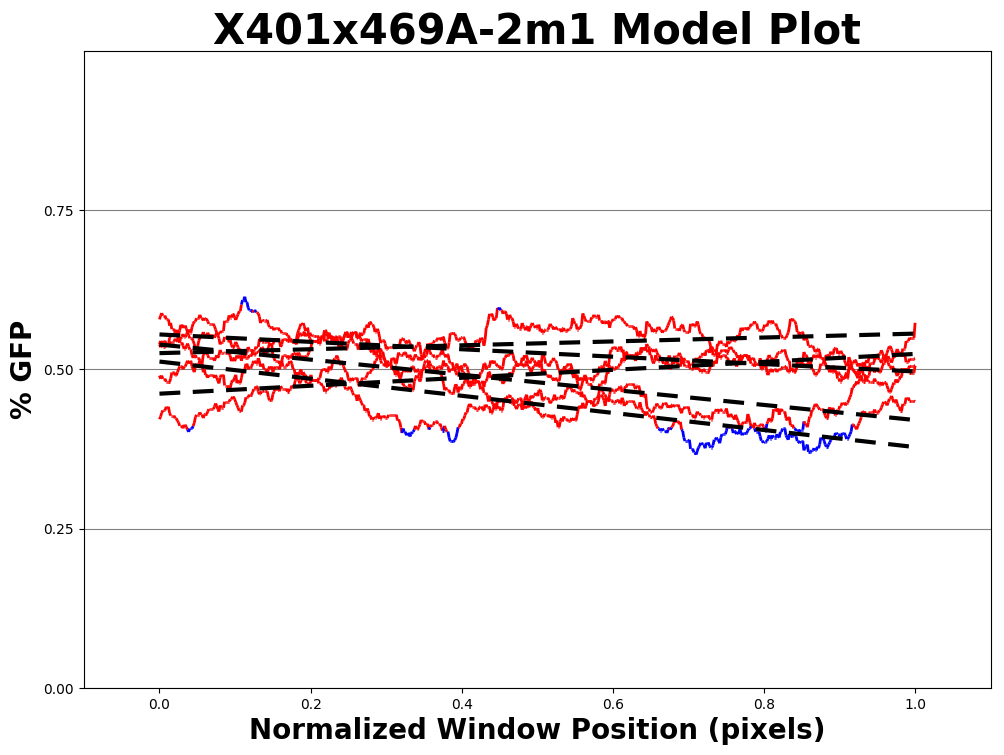 X401x469A-2m1 Model Plot
% GFP
0.75
0.50
0.25
0.00
0.0 0.2 0.4 0.6 0.8 1.0
Normalized Window Position (pixels)